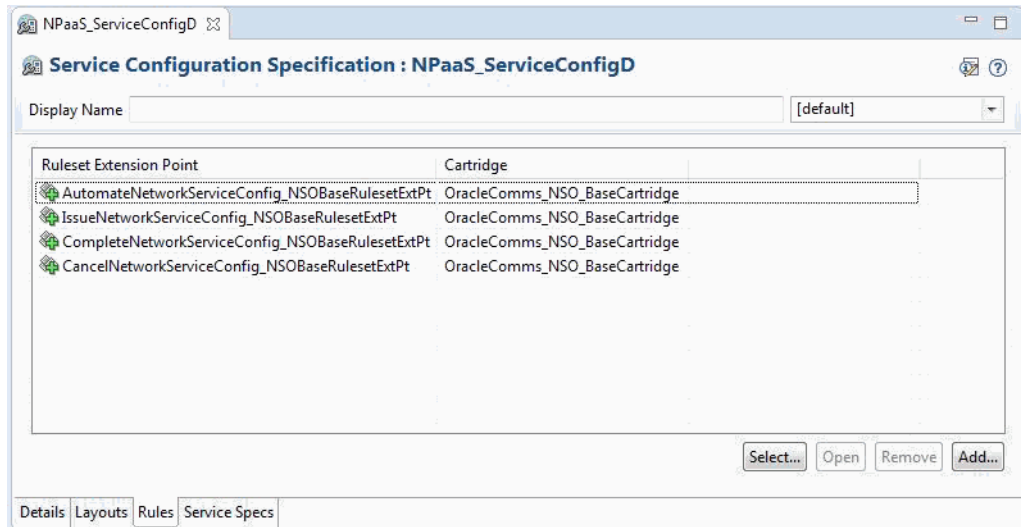 NPaaS_ServiceConfigD
Service Configuration Specification : NPaaS_ServiceConfigD
Display Name [default]
Ruleset Extension Point Cartridge
AutomateNetworkServiceConfig_NSOBaseRulesetExtPt OracleComms_NSO_BaseCartridge
IssueNetworkServiceConfig_NSOBaseRulesetExtPt OracleComms_NSO_BaseCartridge
CompleteNetworkServiceConfig_NSOBaseRulesetExtPt OracleComms_NSO_BaseCartridge
CancelNetworkServiceConfig_NSOBaseRulesetExtPt OracleComms_NSO_BaseCartridge
Select... Open Remove Add...
Details Layouts Rules Service Specs